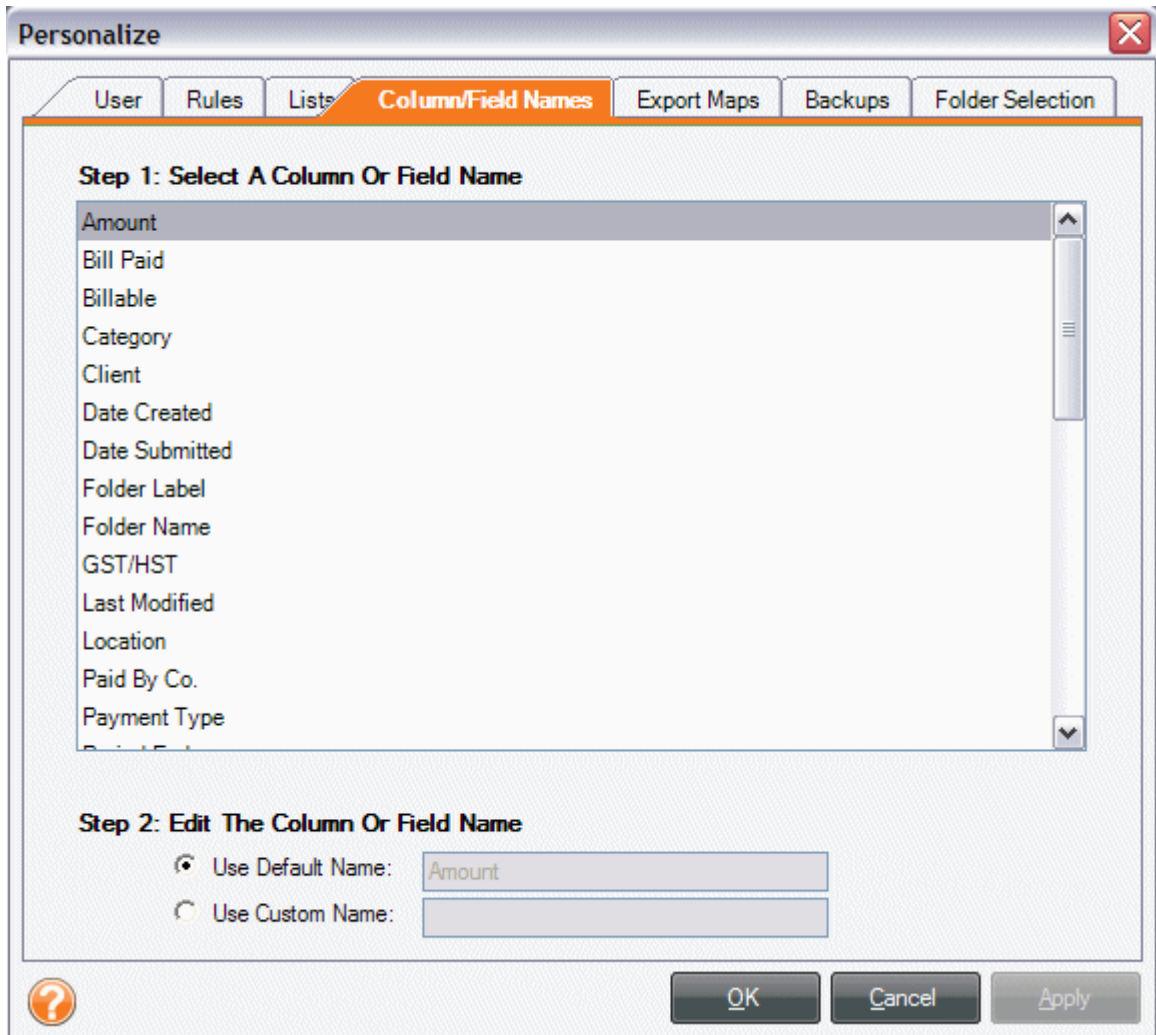 Personalize
User Rules Lists Column/Field Names Export Maps Backups Folder Selection
Step 1: Select A Column Or Field Name
Amount
Bill Paid
Billable
Category
Client
Date Created
Date Submitted
Folder Label
Folder Name
GST/HST
Last Modified
Location
Paid By Co.
Payment Type
Step 2: Edit The Column Or Field Name
Use Default Name: Amount
Use Custom Name:
? OK Cancel Apply